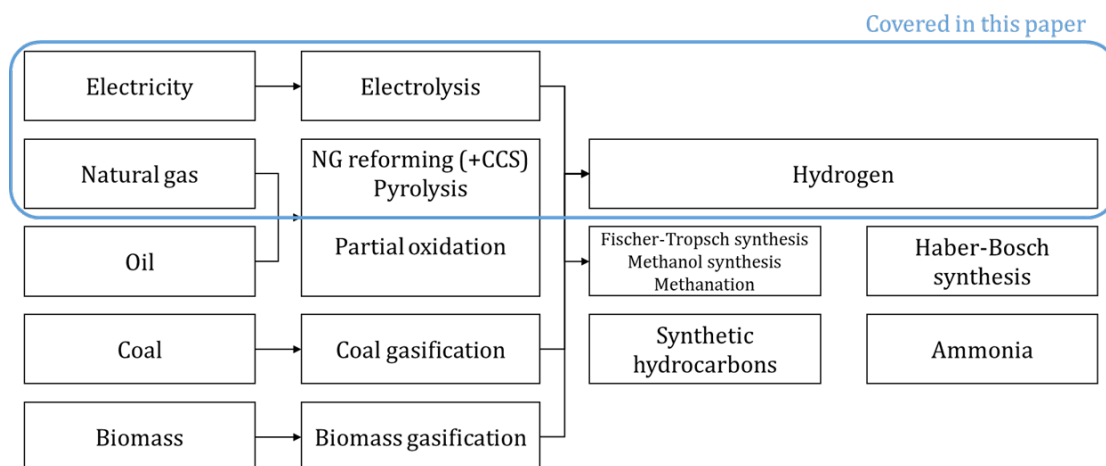 Covered in this paper
Electricity
Electrolysis
Natural gas
NG reforming (+CCS)
Pyrolysis
Hydrogen
Oil
Partial oxidation
Fischer-Tropsch synthesis
Methanol synthesis
Methanation
Haber-Bosch
synthesis
Coal
Coal gasification
Synthetic
hydrocarbons
Ammonia
Biomass
Biomass gasification